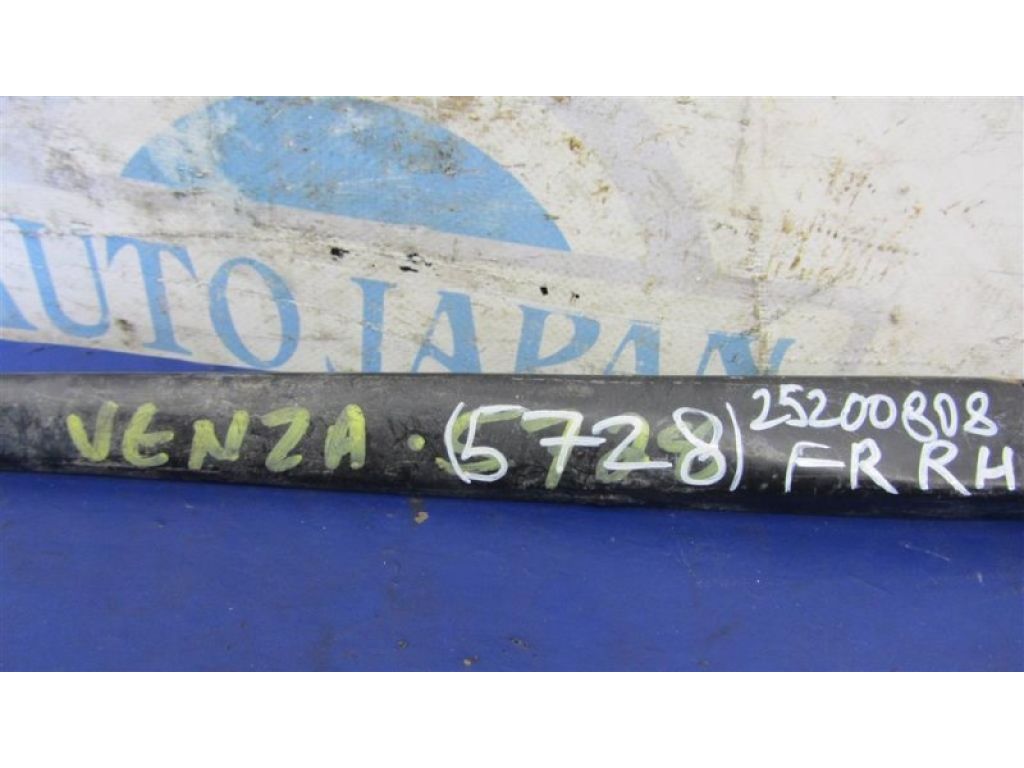 AUTO JAPAN
VENZA · (5728) 25200808
FR RH